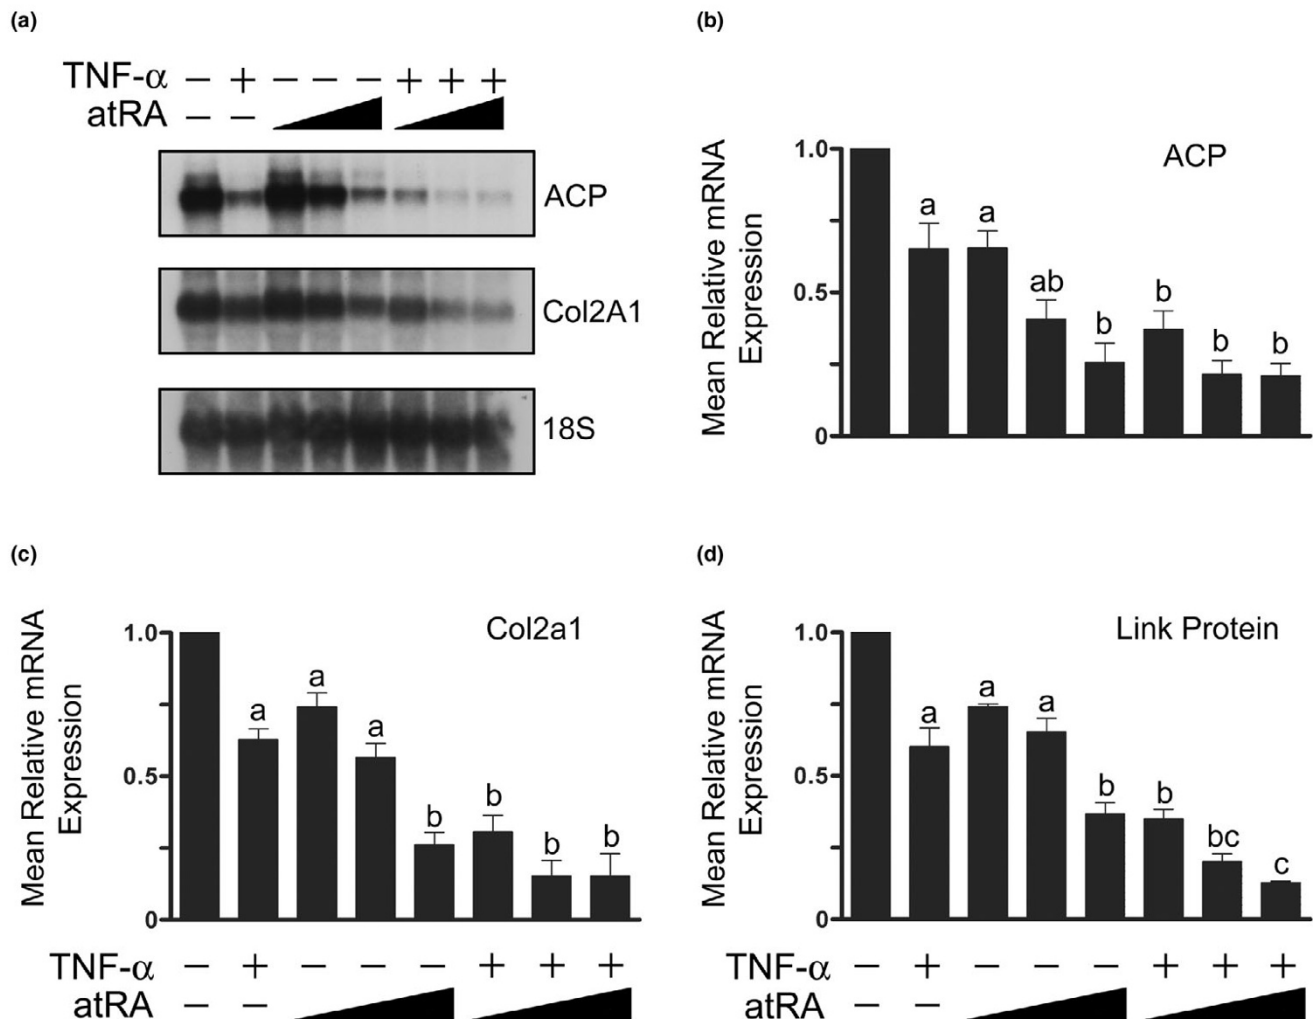 (a)
TNF-α – + – – – + + +
atRA – –
ACP
Col2A1
18S
(b)
Mean Relative mRNA
Expression
1.0
0.5
0
ACP
a a ab b b b b
(c)
Mean Relative mRNA
Expression
1.0
0.5
0
Col2a1
a a a b b b b
TNF-α – + – – – + + +
atRA – –
(d)
Mean Relative mRNA
Expression
1.0
0.5
0
Link Protein
a a a b b bc c
TNF-α – + – – – + + +
atRA – –